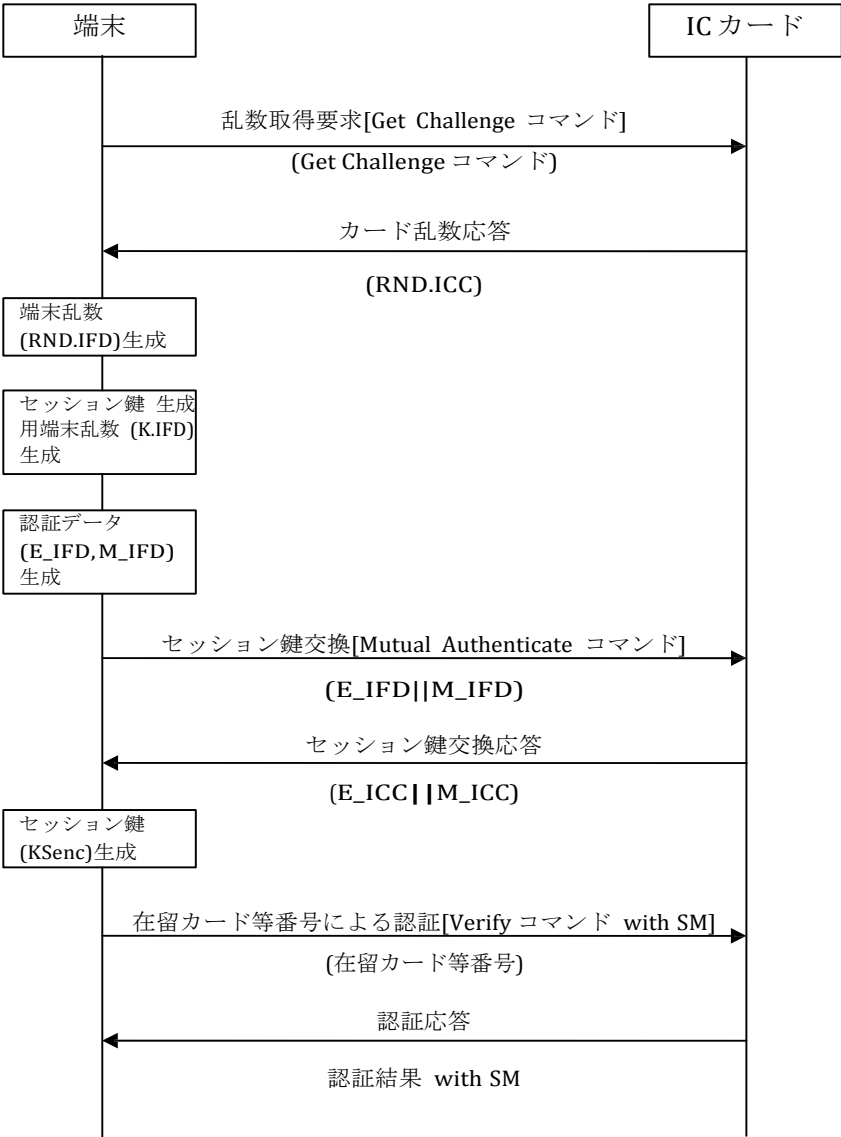 端末
ICカード
乱数取得要求[Get Challenge コマンド]
(Get Challenge コマンド)
カード乱数応答
(RND.ICC)
端末乱数
(RND.IFD)生成
セッション鍵 生成
用端末乱数 (K.IFD)
生成
認証データ
(E_IFD,M_IFD)
生成
セッション鍵交換[Mutual Authenticate コマンド]
(E_IFD||M_IFD)
セッション鍵交換応答
(E_ICC||M_ICC)
セッション鍵
(KSenc)生成
在留カード等番号による認証[Verify コマンド with SM]
(在留カード等番号)
認証応答
認証結果 with SM